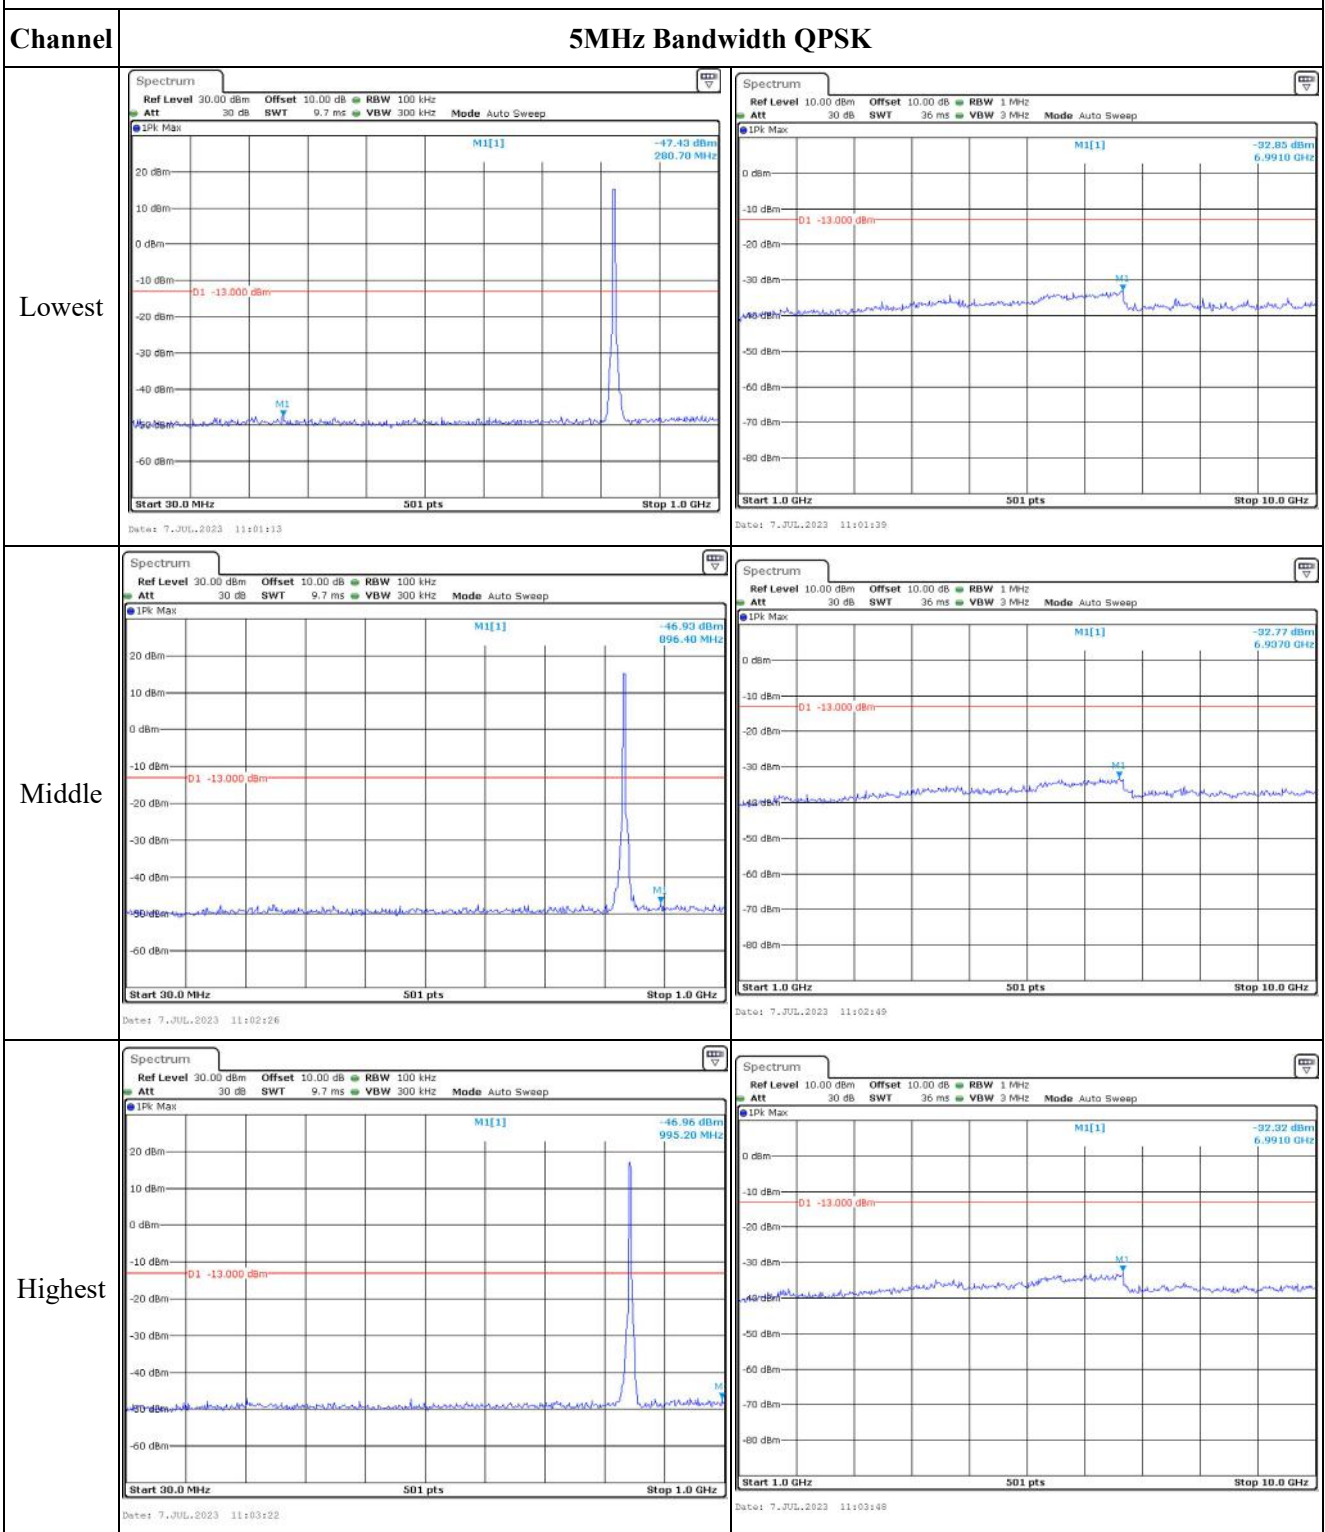 Channel 5MHz Bandwidth QPSK
Lowest
Spectrum
Ref Level 30.00 dBm Offset 10.00 dB RBW 100 kHz
Att 30 dB SWT 9.7 ms VBW 300 kHz Mode Auto Sweep
1Pk Max
M1[1] -47.43 dBm
280.70 MHz
20 dBm
10 dBm
0 dBm
-10 dBm
D1 -13.000 dBm
-20 dBm
-30 dBm
-40 dBm
M1
-50 dBm
-60 dBm
Start 30.0 MHz 501 pts Stop 1.0 GHz
Date: 7.JUL.2023 11:01:13
Spectrum
Ref Level 10.00 dBm Offset 10.00 dB RBW 1 MHz
Att 30 dB SWT 36 ms VBW 3 MHz Mode Auto Sweep
1Pk Max
M1[1] -32.85 dBm
6.9910 GHz
0 dBm
-10 dBm
D1 -13.000 dBm
-20 dBm
-30 dBm
M1
-40 dBm
-50 dBm
-60 dBm
-70 dBm
-80 dBm
Start 1.0 GHz 501 pts Stop 10.0 GHz
Date: 7.JUL.2023 11:01:39
Middle
Spectrum
Ref Level 30.00 dBm Offset 10.00 dB RBW 100 kHz
Att 30 dB SWT 9.7 ms VBW 300 kHz Mode Auto Sweep
1Pk Max
M1[1] -46.93 dBm
896.40 MHz
20 dBm
10 dBm
0 dBm
-10 dBm
D1 -13.000 dBm
-20 dBm
-30 dBm
-40 dBm
M1
-50 dBm
-60 dBm
Start 30.0 MHz 501 pts Stop 1.0 GHz
Date: 7.JUL.2023 11:02:26
Spectrum
Ref Level 10.00 dBm Offset 10.00 dB RBW 1 MHz
Att 30 dB SWT 36 ms VBW 3 MHz Mode Auto Sweep
1Pk Max
M1[1] -32.77 dBm
6.9370 GHz
0 dBm
-10 dBm
D1 -13.000 dBm
-20 dBm
-30 dBm
M1
-40 dBm
-50 dBm
-60 dBm
-70 dBm
-80 dBm
Start 1.0 GHz 501 pts Stop 10.0 GHz
Date: 7.JUL.2023 11:02:49
Highest
Spectrum
Ref Level 30.00 dBm Offset 10.00 dB RBW 100 kHz
Att 30 dB SWT 9.7 ms VBW 300 kHz Mode Auto Sweep
1Pk Max
M1[1] -46.96 dBm
995.20 MHz
20 dBm
10 dBm
0 dBm
-10 dBm
D1 -13.000 dBm
-20 dBm
-30 dBm
-40 dBm
M
-50 dBm
-60 dBm
Start 30.0 MHz 501 pts Stop 1.0 GHz
Date: 7.JUL.2023 11:03:22
Spectrum
Ref Level 10.00 dBm Offset 10.00 dB RBW 1 MHz
Att 30 dB SWT 36 ms VBW 3 MHz Mode Auto Sweep
1Pk Max
M1[1] -32.32 dBm
6.9910 GHz
0 dBm
-10 dBm
D1 -13.000 dBm
-20 dBm
-30 dBm
M1
-40 dBm
-50 dBm
-60 dBm
-70 dBm
-80 dBm
Start 1.0 GHz 501 pts Stop 10.0 GHz
Date: 7.JUL.2023 11:03:48